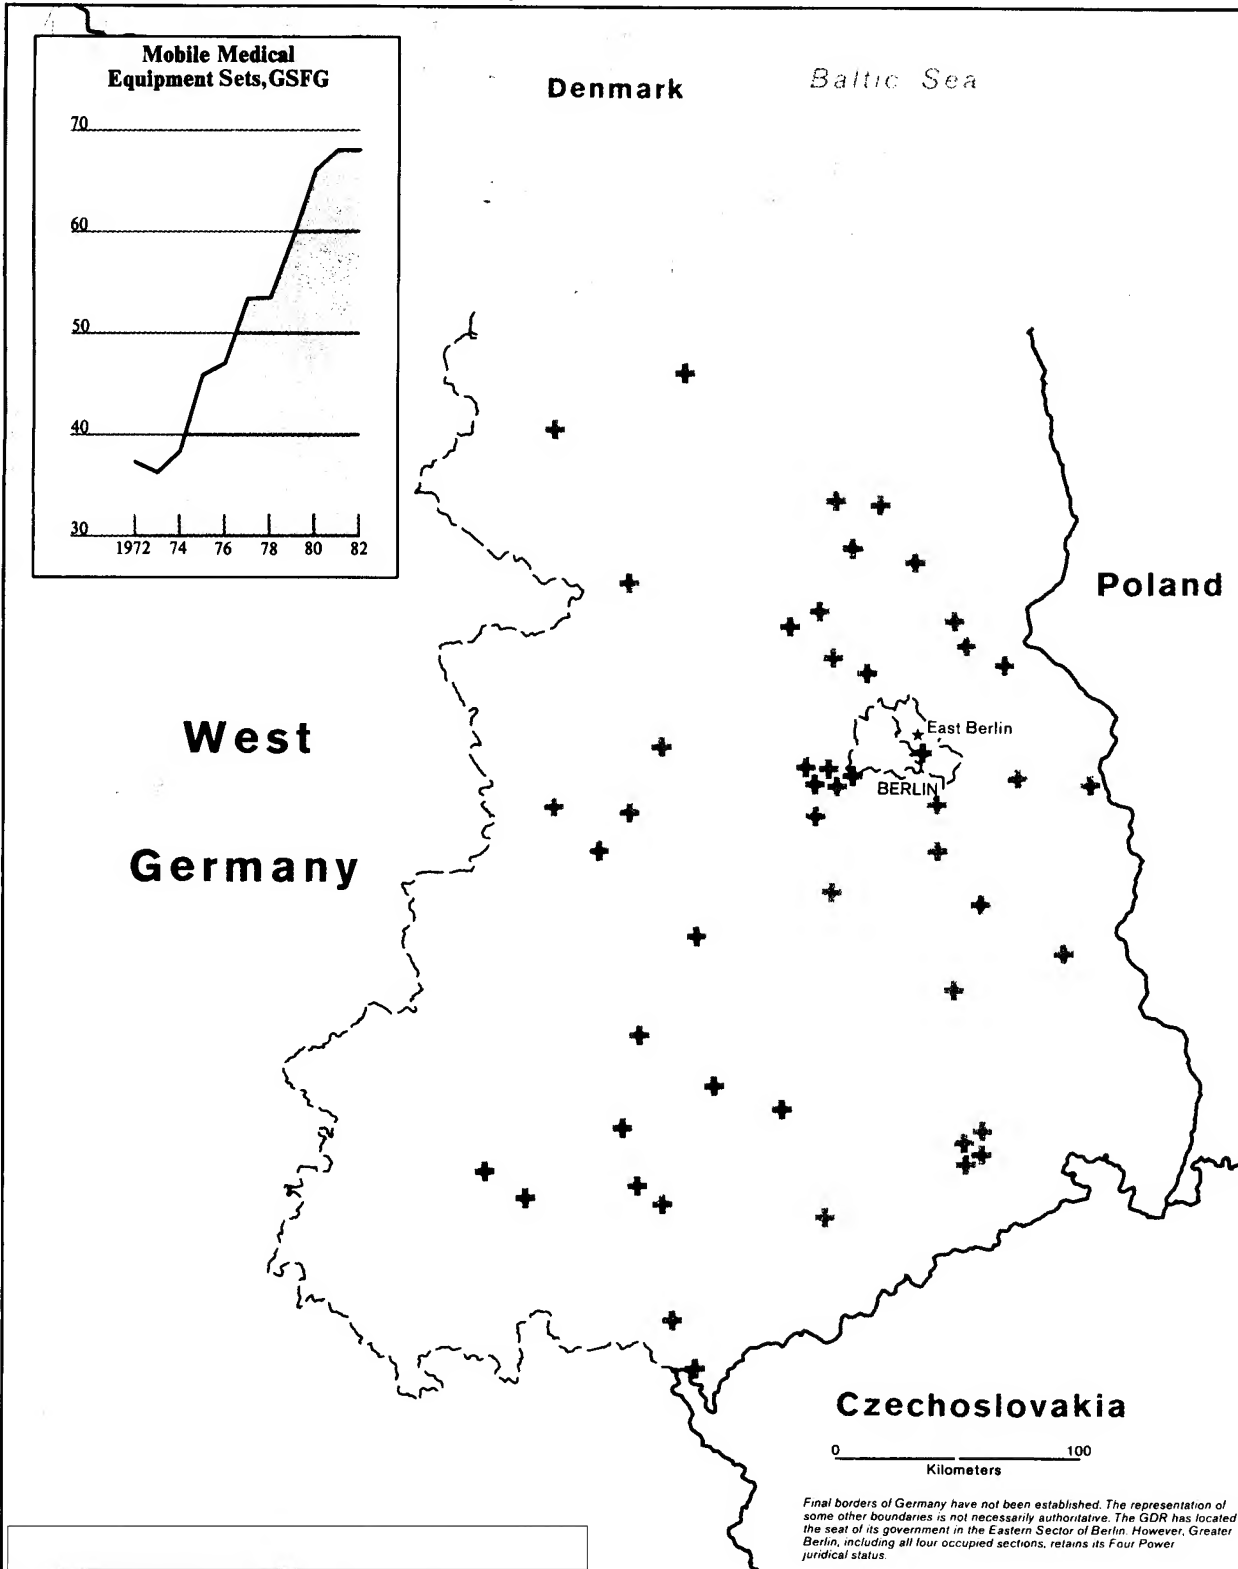 Mobile Medical
Equipment Sets, GSFG
70
60
50
40
30
1972 74 76 78 80 82
Denmark
Baltic Sea
Poland
West
Germany
East Berlin
BERLIN
Czechoslovakia
0 100
Kilometers
Final borders of Germany have not been established. The representation of
some other boundaries is not necessarily authoritative. The GDR has located
the seat of its government in the Eastern Sector of Berlin. However, Greater
Berlin, including all four occupied sections, retains its Four Power
juridical status.